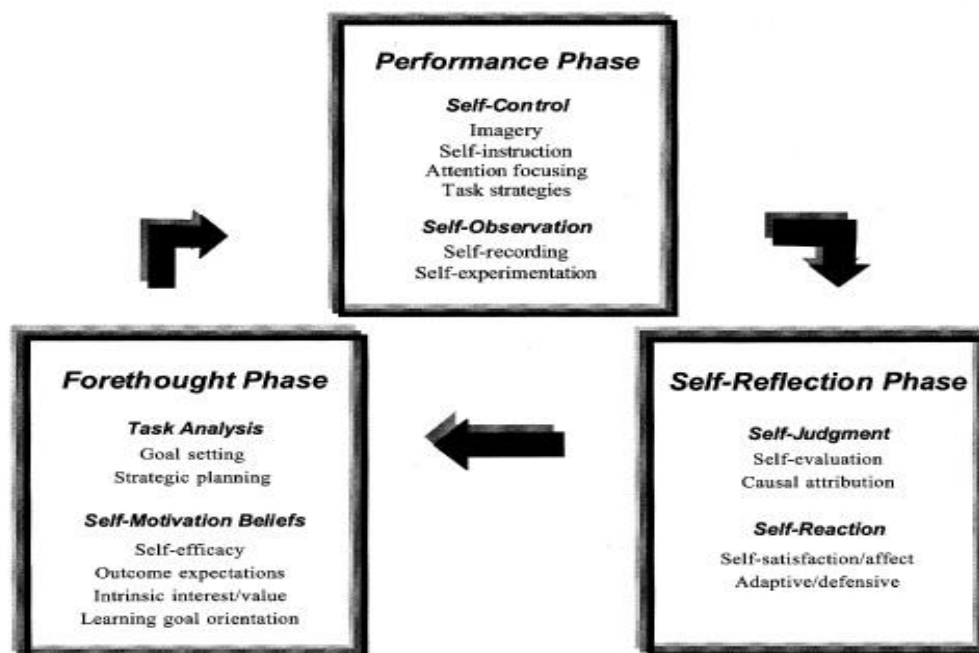 Performance Phase
Self-Control
Imagery
Self-instruction
Attention focusing
Task strategies
Self-Observation
Self-recording
Self-experimentation
Forethought Phase
Task Analysis
Goal setting
Strategic planning
Self-Motivation Beliefs
Self-efficacy
Outcome expectations
Intrinsic interest/value
Learning goal orientation
Self-Reflection Phase
Self-Judgment
Self-evaluation
Causal attribution
Self-Reaction
Self-satisfaction/affect
Adaptive/defensive